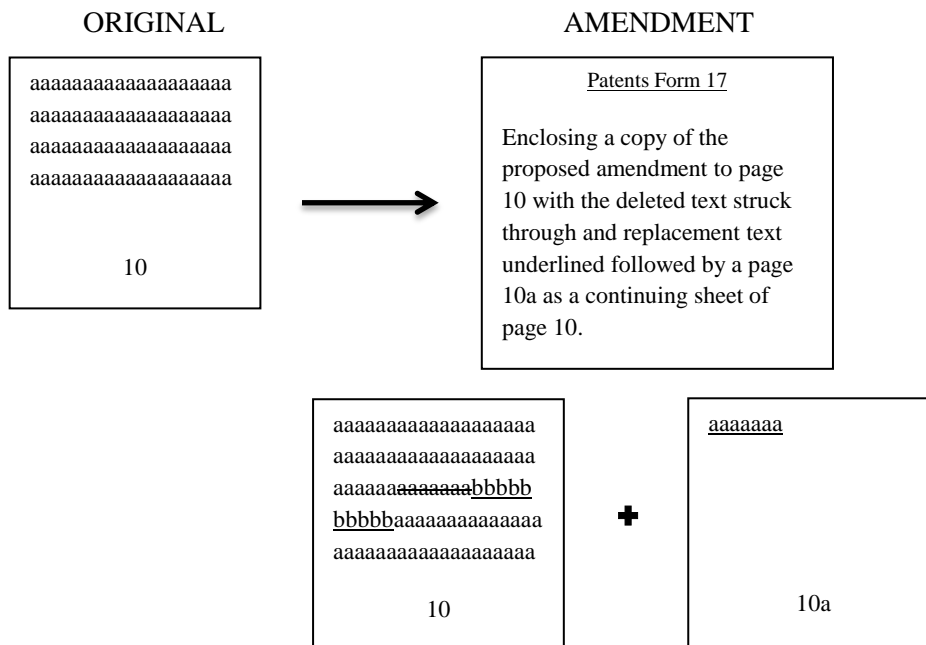 ORIGINAL
AMENDMENT
aaaaaaaaaaaaaaaaaaa
aaaaaaaaaaaaaaaaaaa
aaaaaaaaaaaaaaaaaaa
aaaaaaaaaaaaaaaaaaa
10
Patents Form 17
Enclosing a copy of the
proposed amendment to page
10 with the deleted text struck
through and replacement text
underlined followed by a page
10a as a continuing sheet of
page 10.
aaaaaaaaaaaaaaaaaaa
aaaaaaaaaaaaaaaaaaa
aaaaaaaaaaaaabbbbb
bbbbbaaaaaaaaaaaaaa
aaaaaaaaaaaaaaaaaaa
10
aaaaaaa
10a